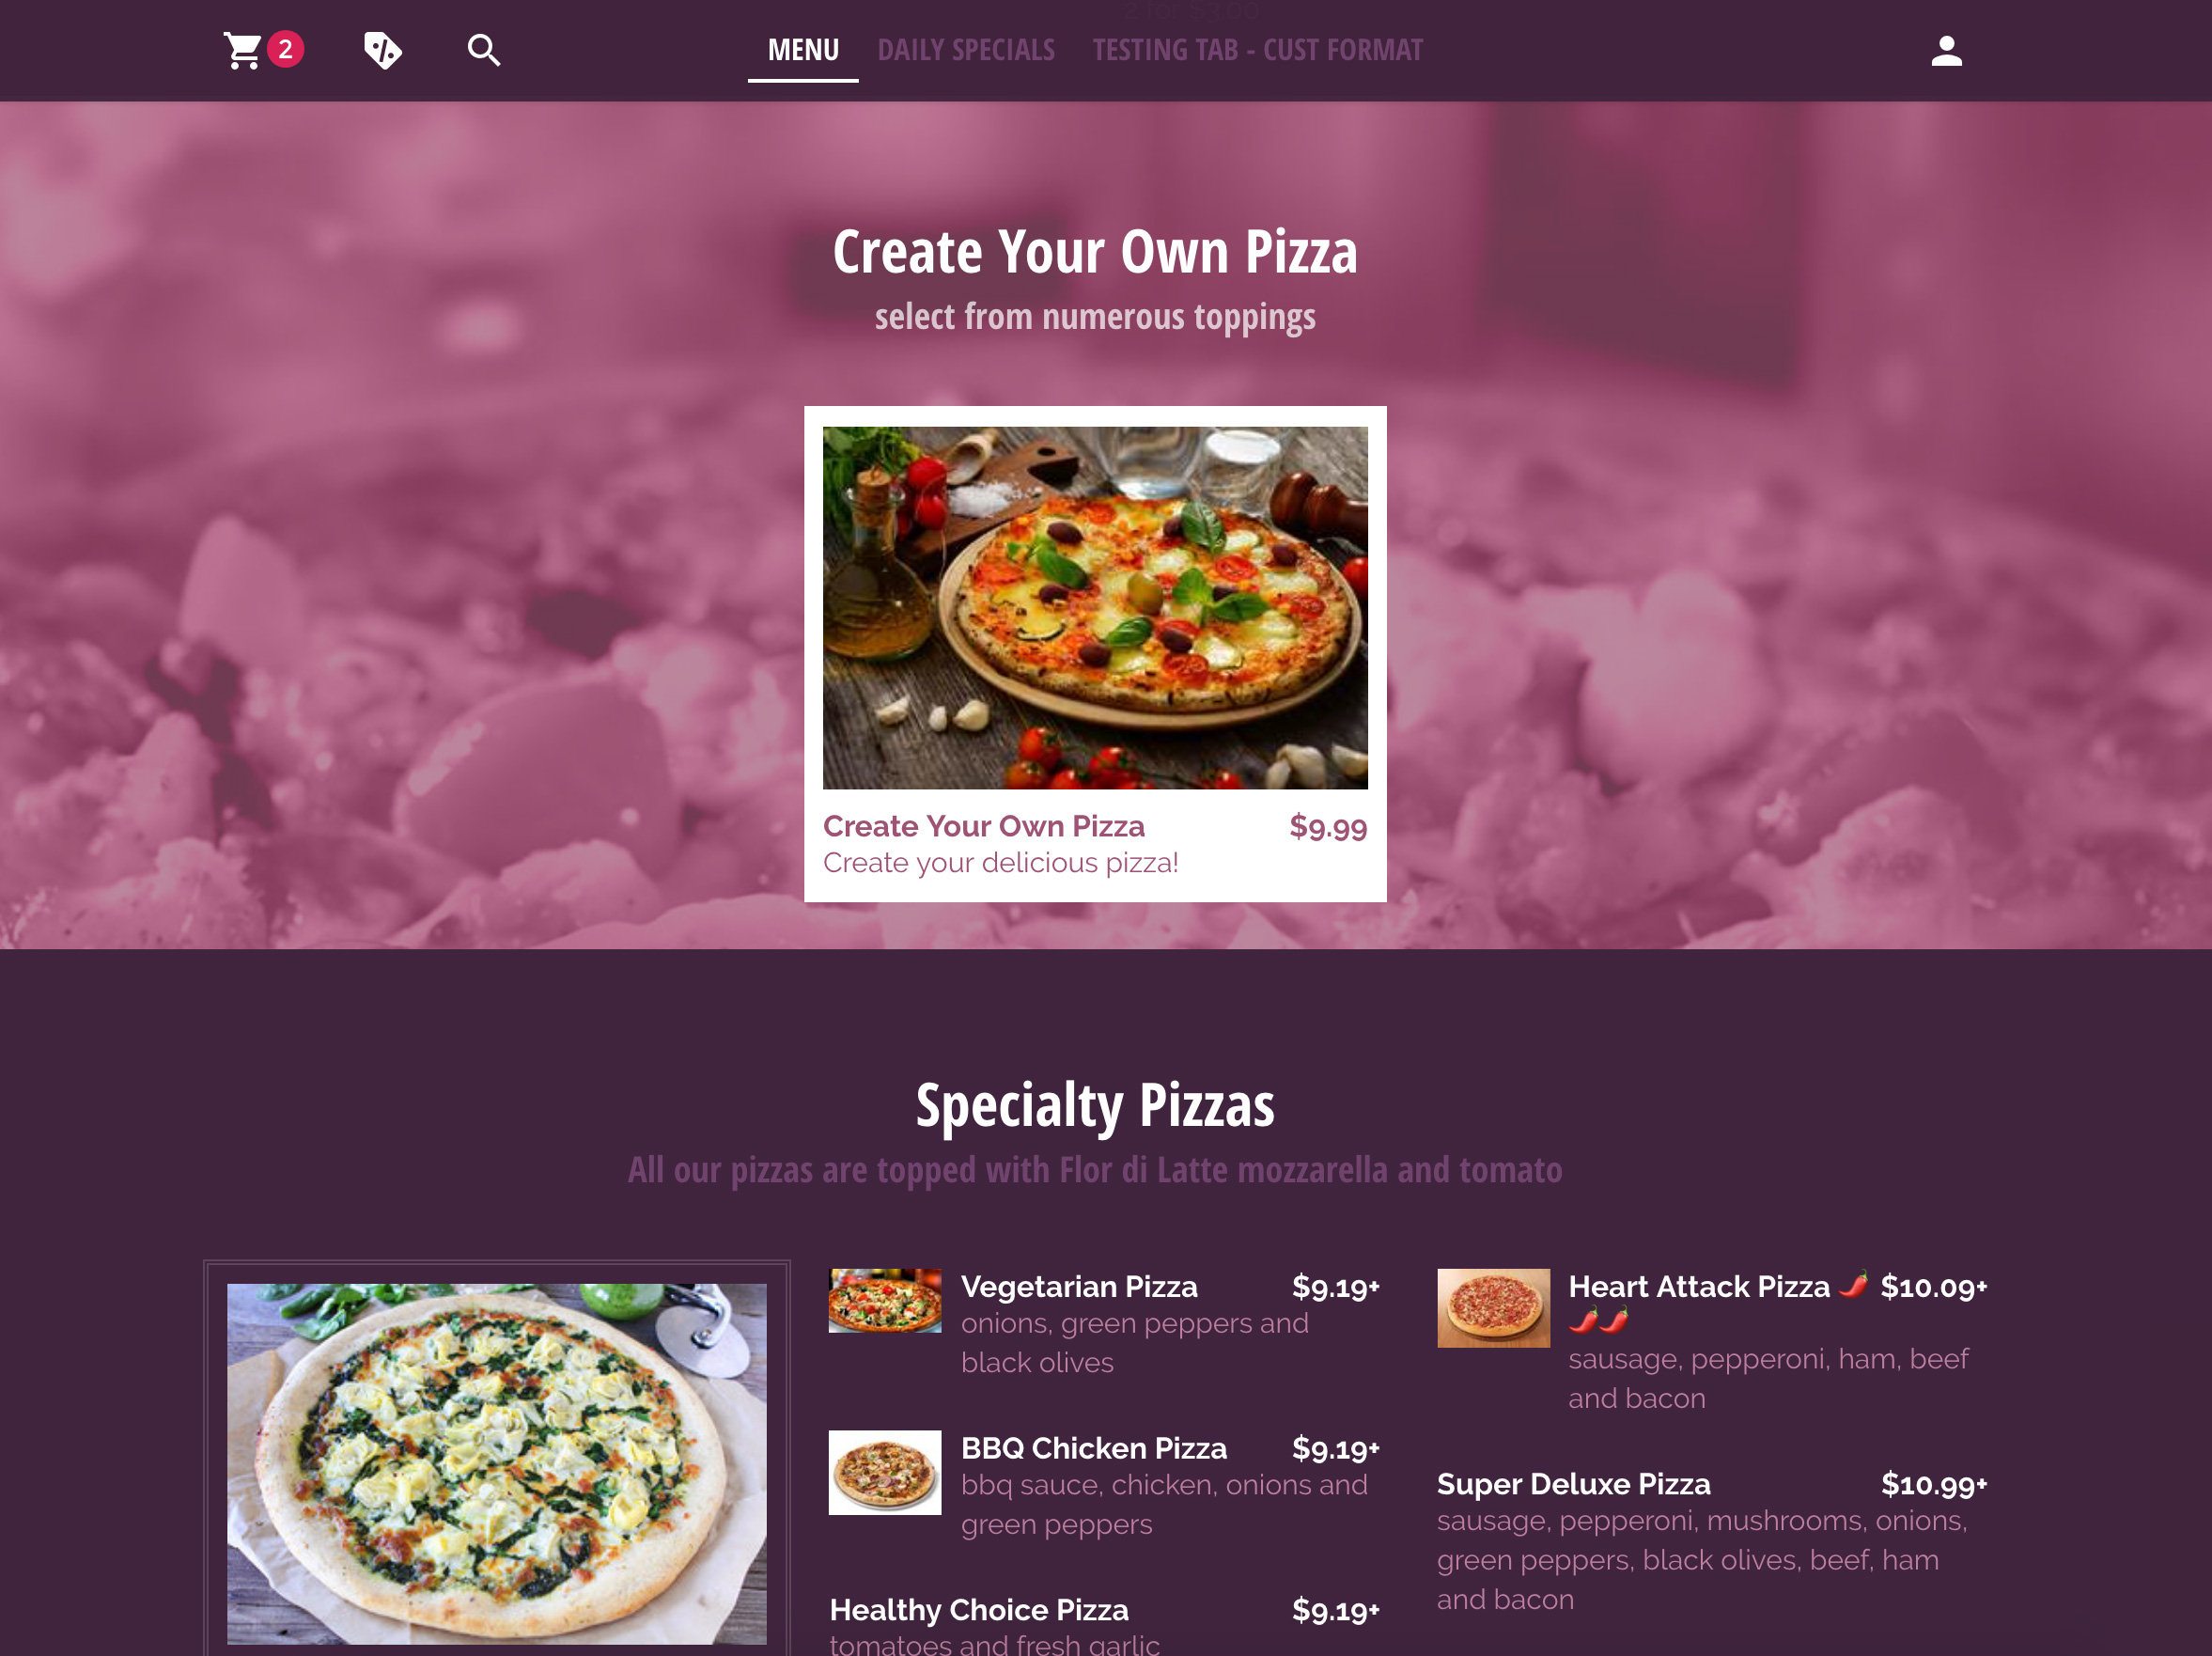 2 for $3.00
2
MENU
DAILY SPECIALS
TESTING TAB - CUST FORMAT
Create Your Own Pizza
select from numerous toppings
Create Your Own Pizza $9.99
Create your delicious pizza!
Specialty Pizzas
All our pizzas are topped with Flor di Latte mozzarella and tomato
Vegetarian Pizza $9.19+
onions, green peppers and
black olives
BBQ Chicken Pizza $9.19+
bbq sauce, chicken, onions and
green peppers
Healthy Choice Pizza $9.19+
tomatoes and fresh garlic
Heart Attack Pizza 🌶️ $10.09+
🌶️🌶️
sausage, pepperoni, ham, beef
and bacon
Super Deluxe Pizza $10.99+
sausage, pepperoni, mushrooms, onions,
green peppers, black olives, beef, ham
and bacon